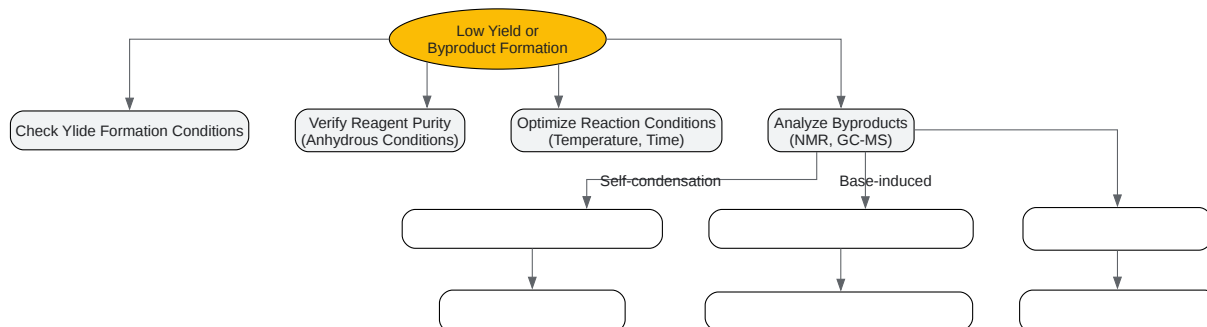 Low Yield or
Byproduct Formation
Check Ylide Formation Conditions
Verify Reagent Purity
(Anhydrous Conditions)
Optimize Reaction Conditions
(Temperature, Time)
Analyze Byproducts
(NMR, GC-MS)
Self-condensation
Base-induced